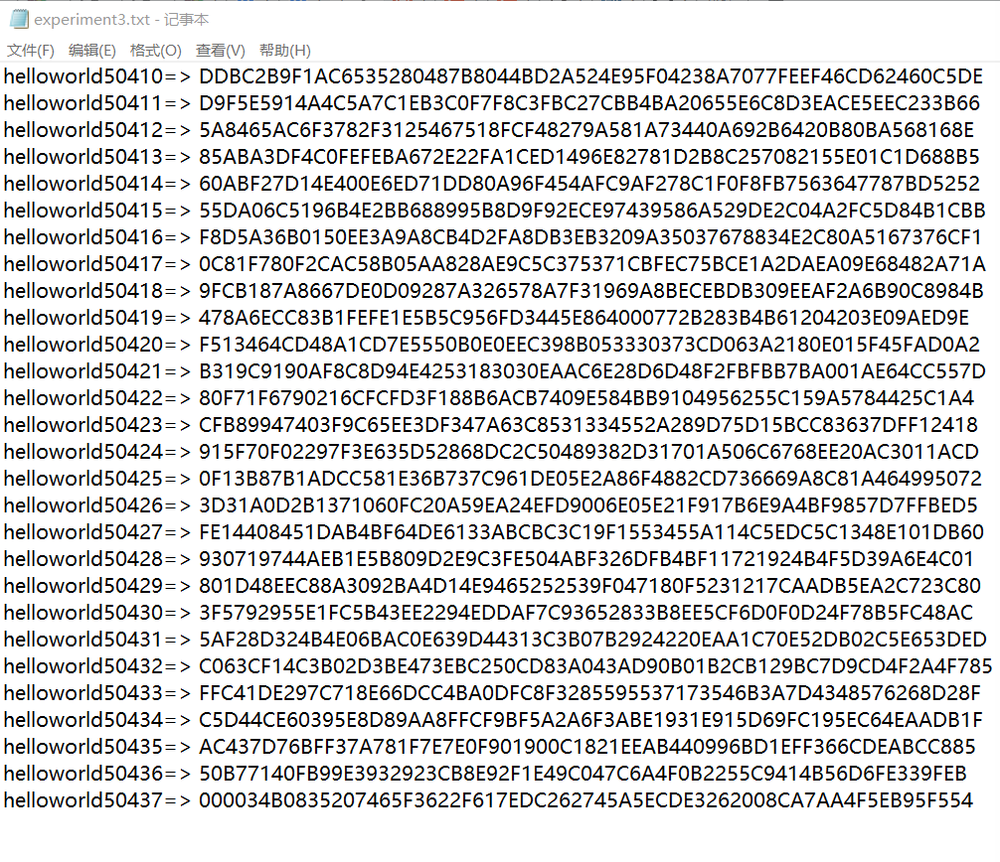 experiment3.txt - 记事本
文件(F) 编辑(E) 格式(O) 查看(V) 帮助(H)
helloworld50410=> DDBC2B9F1AC6535280487B8044BD2A524E95F04238A7077FEEF46CD62460C5DE
helloworld50411=> D9F5E5914A4C5A7C1EB3C0F7F8C3FBC27CBB4BA20655E6C8D3EACE5EEC233B66
helloworld50412=> 5A8465AC6F3782F3125467518FCF48279A581A73440A692B6420B80BA568168E
helloworld50413=> 85ABA3DF4C0FEFEBA672E22FA1CED1496E82781D2B8C257082155E01C1D688B5
helloworld50414=> 60ABF27D14E400E6ED71DD80A96F454AFC9AF278C1F0F8FB7563647787BD5252
helloworld50415=> 55DA06C5196B4E2BB688995B8D9F92ECE97439586A529DE2C04A2FC5D84B1CBB
helloworld50416=> F8D5A36B0150EE3A9A8CB4D2FA8DB3EB3209A35037678834E2C80A5167376CF1
helloworld50417=> 0C81F780F2CAC58B05AA828AE9C5C375371CBFEC75BCE1A2DAEA09E68482A71A
helloworld50418=> 9FCB187A8667DE0D09287A326578A7F31969A8BECEBDB309EEAF2A6B90C8984B
helloworld50419=> 478A6ECC83B1FEFE1E5B5C956FD3445E864000772B283B4B61204203E09AED9E
helloworld50420=> F513464CD48A1CD7E5550B0E0EEC398B053330373CD063A2180E015F45FAD0A2
helloworld50421=> B319C9190AF8C8D94E4253183030EAAC6E28D6D48F2FBFBB7BA001AE64CC557D
helloworld50422=> 80F71F6790216CFCFD3F188B6ACB7409E584BB9104956255C159A5784425C1A4
helloworld50423=> CFB89947403F9C65EE3DF347A63C8531334552A289D75D15BCC83637DFF12418
helloworld50424=> 915F70F02297F3E635D52868DC2C50489382D31701A506C6768EE20AC3011ACD
helloworld50425=> 0F13B87B1ADCC581E36B737C961DE05E2A86F4882CD736669A8C81A464995072
helloworld50426=> 3D31A0D2B1371060FC20A59EA24EFD9006E05E21F917B6E9A4BF9857D7FFBED5
helloworld50427=> FE14408451DAB4BF64DE6133ABCBC3C19F1553455A114C5EDC5C1348E101DB60
helloworld50428=> 930719744AEB1E5B809D2E9C3FE504ABF326DFB4BF11721924B4F5D39A6E4C01
helloworld50429=> 801D48EEC88A3092BA4D14E9465252539F047180F5231217CAADB5EA2C723C80
helloworld50430=> 3F5792955E1FC5B43EE2294EDDAF7C93652833B8EE5CF6D0F0D24F78B5FC48AC
helloworld50431=> 5AF28D324B4E06BAC0E639D44313C3B07B2924220EAA1C70E52DB02C5E653DED
helloworld50432=> C063CF14C3B02D3BE473EBC250CD83A043AD90B01B2CB129BC7D9CD4F2A4F785
helloworld50433=> FFC41DE297C718E66DCC4BA0DFC8F3285595537173546B3A7D4348576268D28F
helloworld50434=> C5D44CE60395E8D89AA8FFCF9BF5A2A6F3ABE1931E915D69FC195EC64EAADB1F
helloworld50435=> AC437D76BFF37A781F7E7E0F901900C1821EEAB440996BD1EFF366CDEABCC885
helloworld50436=> 50B77140FB99E3932923CB8E92F1E49C047C6A4F0B2255C9414B56D6FE339FEB
helloworld50437=> 000034B0835207465F3622F617EDC262745A5ECDE3262008CA7AA4F5EB95F554